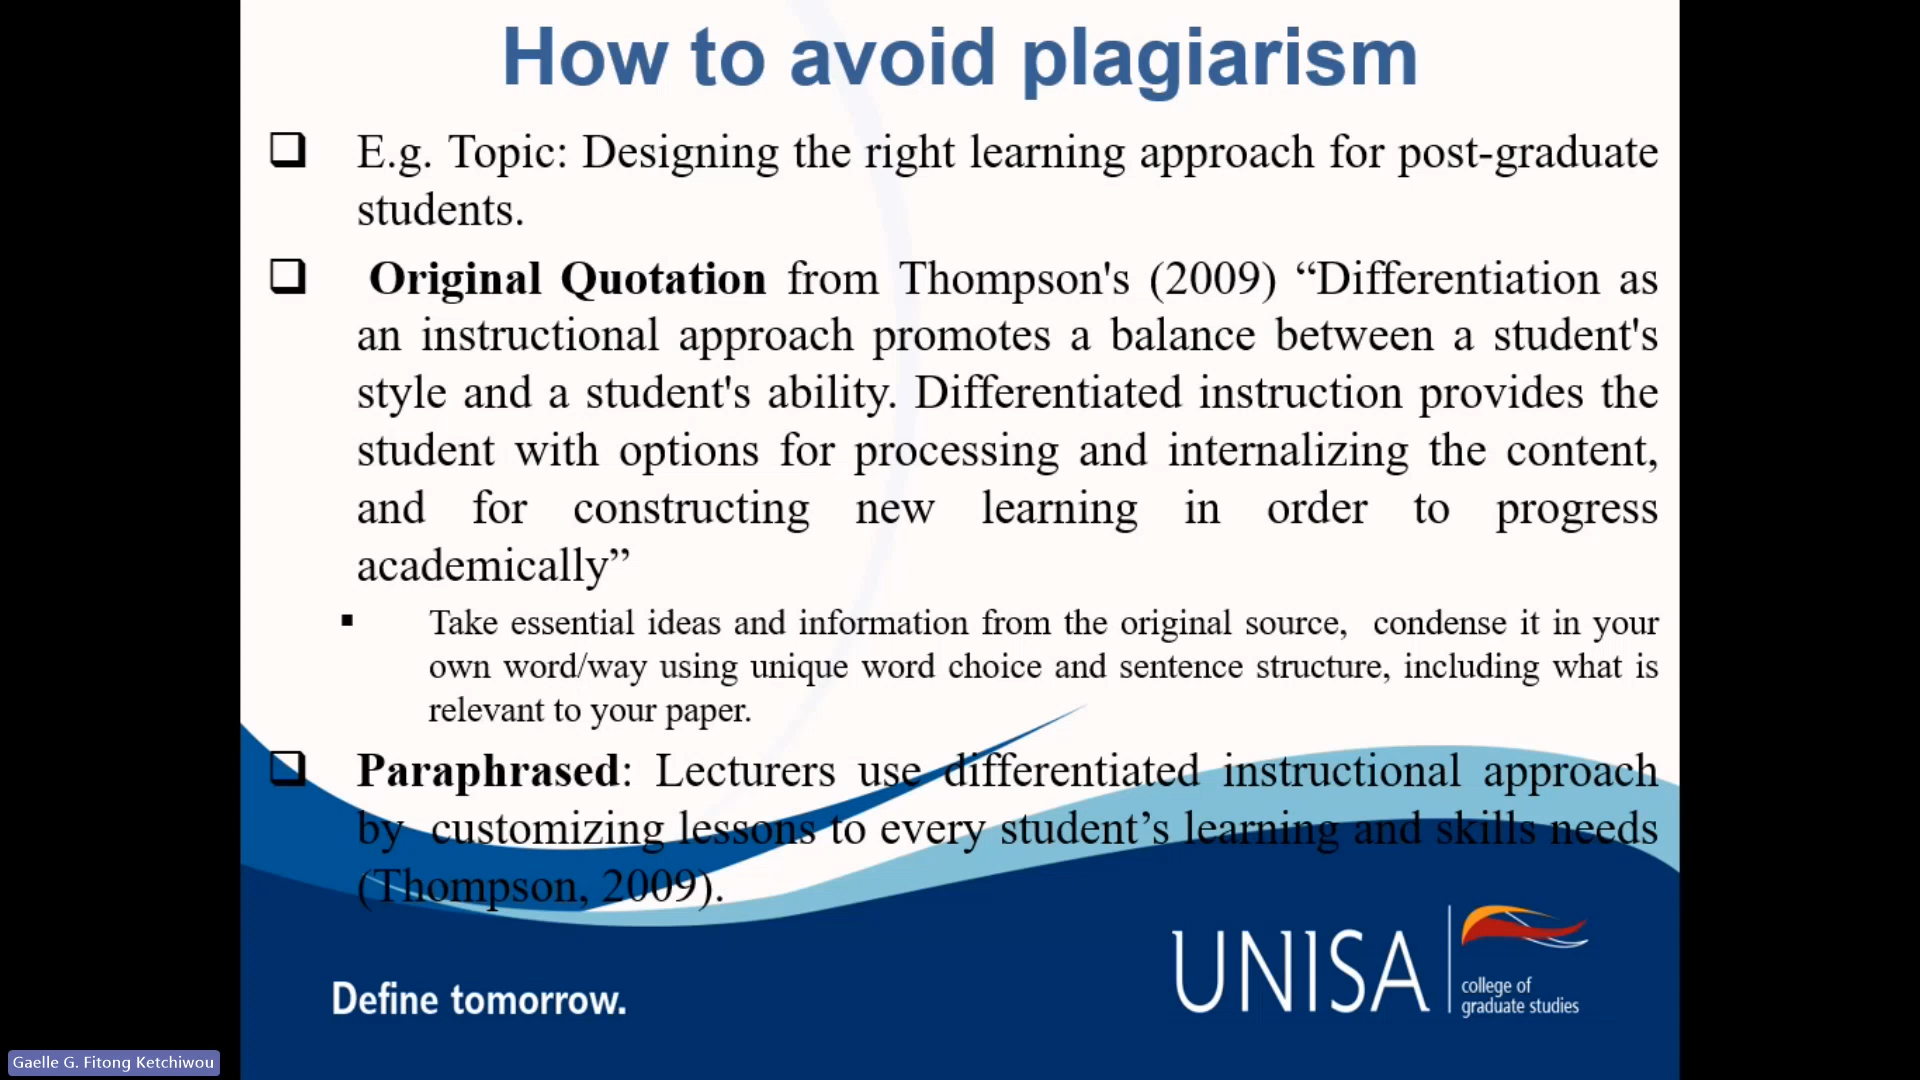 How to avoid plagiarism
E.g. Topic: Designing the right learning approach for post-graduate
students.
Original Quotation from Thompson's (2009) “Differentiation as
an instructional approach promotes a balance between a student's
style and a student's ability. Differentiated instruction provides the
student with options for processing and internalizing the content,
and for constructing new learning in order to progress
academically”
Take essential ideas and information from the original source, condense it in your
own word/way using unique word choice and sentence structure, including what is
relevant to your paper.
Paraphrased: Lecturers use differentiated instructional approach
by customizing lessons to every student’s learning and skills needs
(Thompson, 2009).
Define tomorrow.
UNISA
college of
graduate studies
Gaelle G. Fitong Ketchiwou